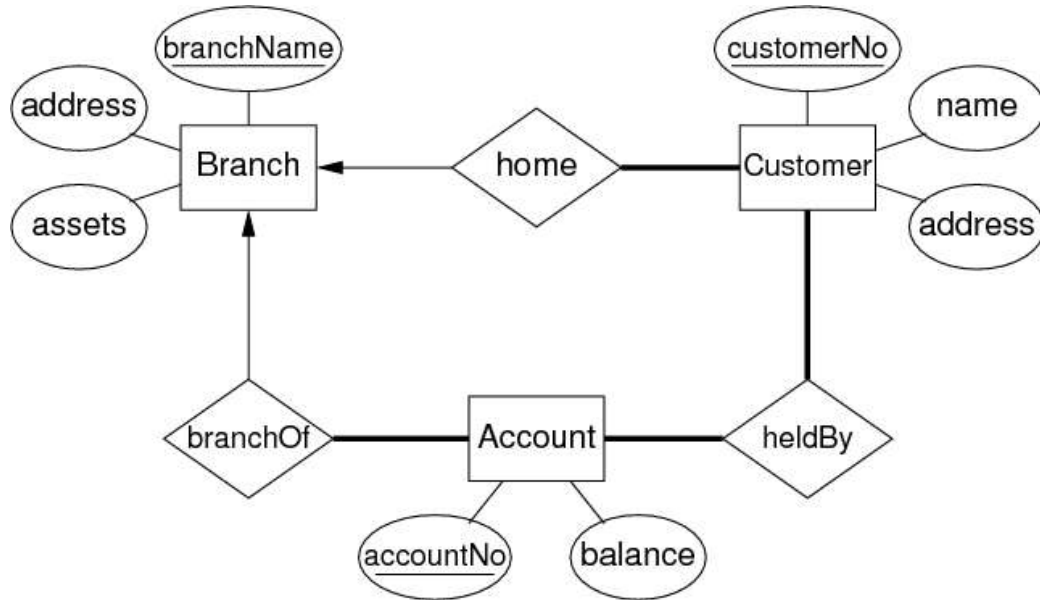 branchName
customerNo
address
name
Branch
home
Customer
assets
address
branchOf
Account
heldBy
accountNo
balance